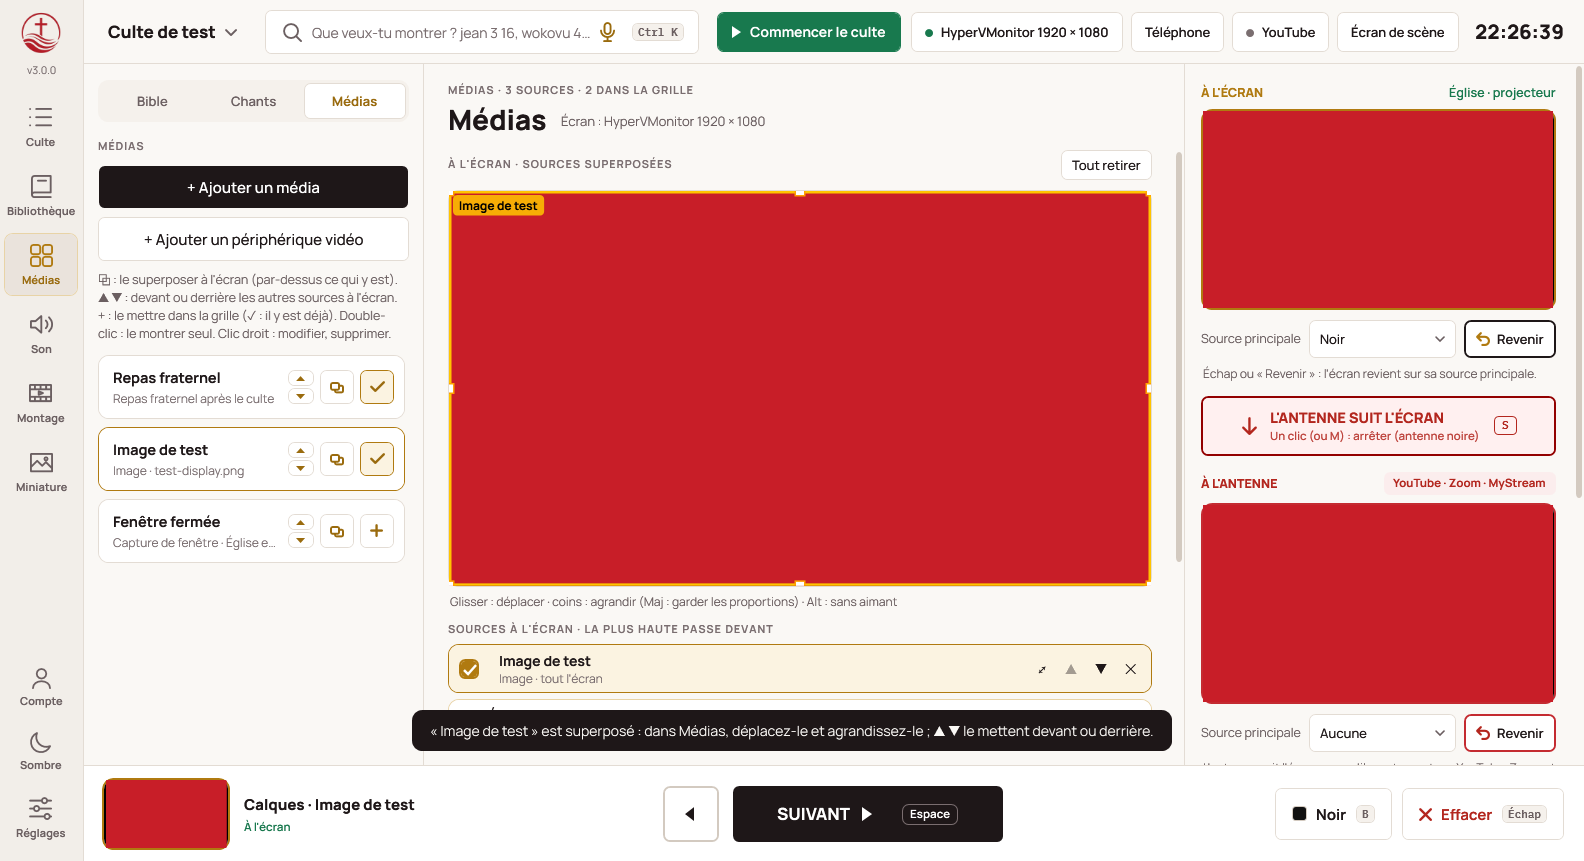 Culte de test
Que veux-tu montrer ? jean 3 16, wokovu 4...
Ctrl K
Commencer le culte
HyperVMonitor 1920 × 1080
Téléphone
YouTube
Écran de scène
22:26:39
v3.0.0
Culte
Bibliothèque
Médias
Son
Montage
Miniature
Compte
Sombre
Réglages
Bible
Chants
Médias
MÉDIAS
+ Ajouter un média
+ Ajouter un périphérique vidéo
: le superposer à l'écran (par-dessus ce qui y est).
▲▼ : devant ou derrière les autres sources à l'écran.
+ : le mettre dans la grille (✓ : il y est déjà). Double-
clic : le montrer seul. Clic droit : modifier, supprimer.
Repas fraternel
Repas fraternel après le culte
Image de test
Image · test-display.png
Fenêtre fermée
Capture de fenêtre · Église e...
MÉDIAS · 3 SOURCES · 2 DANS LA GRILLE
Médias
Écran : HyperVMonitor 1920 × 1080
À L'ÉCRAN · SOURCES SUPERPOSÉES
Tout retirer
Image de test
Glisser : déplacer · coins : agrandir (Maj : garder les proportions) · Alt : sans aimant
SOURCES À L'ÉCRAN · LA PLUS HAUTE PASSE DEVANT
Image de test
Image · tout l'écran
« Image de test » est superposé : dans Médias, déplacez-le et agrandissez-le ; ▲▼ le mettent devant ou derrière.
À L'ÉCRAN
Église · projecteur
Source principale
Noir
Revenir
Échap ou « Revenir » : l'écran revient sur sa source principale.
L'ANTENNE SUIT L'ÉCRAN
Un clic (ou M) : arrêter (antenne noire)
S
À L'ANTENNE
YouTube · Zoom · MyStream
Source principale
Aucune
Revenir
Calques · Image de test
À l'écran
SUIVANT
Espace
Noir
B
Effacer
Échap